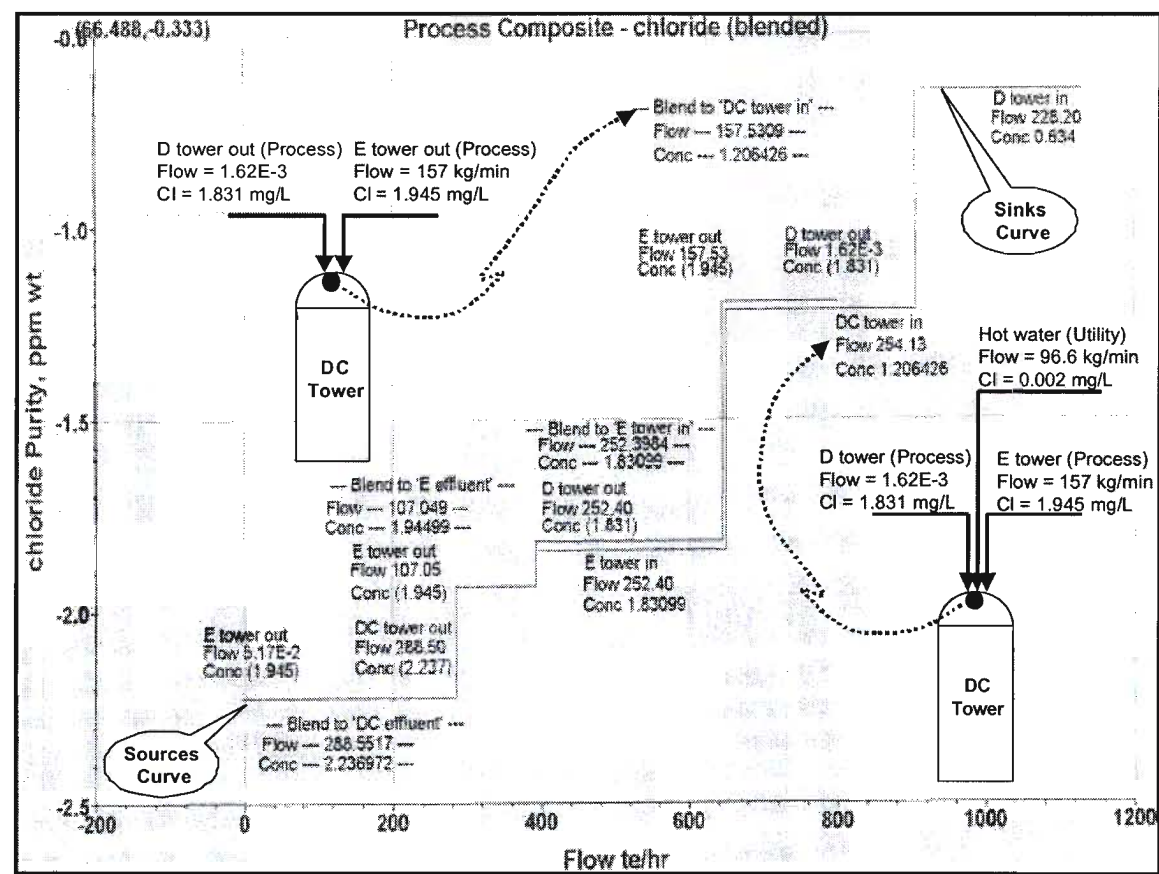 (66.488,-0.333)
Process Composite - chloride (blended)
chloride Purity, ppm wt
-1.0
-1.5
-2.0
-2.5
-200
0
200
400
600
800
1000
1200
Flow te/hr
D tower out (Process)
Flow = 1.62E-3
Cl = 1.831 mg/L
E tower out (Process)
Flow = 157 kg/min
Cl = 1.945 mg/L
DC
Tower
--- Blend to 'DC tower in' ---
Flow --- 157.5309 ---
Conc --- 1.206426 ---
D tower in
Flow 228.20
Conc 0.634
Sinks
Curve
E tower out
Flow 157.53
Conc (1.945)
D tower out
Flow 1.62E-3
Conc (1.831)
DC tower in
Flow 254.13
Conc 1.206426
Hot water (Utility)
Flow = 96.6 kg/min
Cl = 0.002 mg/L
--- Blend to 'E tower in' ---
Flow --- 252.3984 ---
Conc --- 1.83099 ---
D tower out
Flow 252.40
Conc (1.831)
E tower in
Flow 252.40
Conc 1.83099
D tower (Process)
Flow = 1.62E-3
Cl = 1.831 mg/L
E tower (Process)
Flow = 157 kg/min
Cl = 1.945 mg/L
DC
Tower
--- Blend to 'E effluent' ---
Flow --- 107.049 ---
Conc --- 1.94499 ---
E tower out
Flow 107.05
Conc (1.945)
E tower out
Flow 5.17E-2
Conc (1.945)
DC tower out
Flow 288.50
Conc (2.237)
--- Blend to 'DC effluent' ---
Flow --- 288.5517 ---
Conc --- 2.236972 ---
Sources
Curve